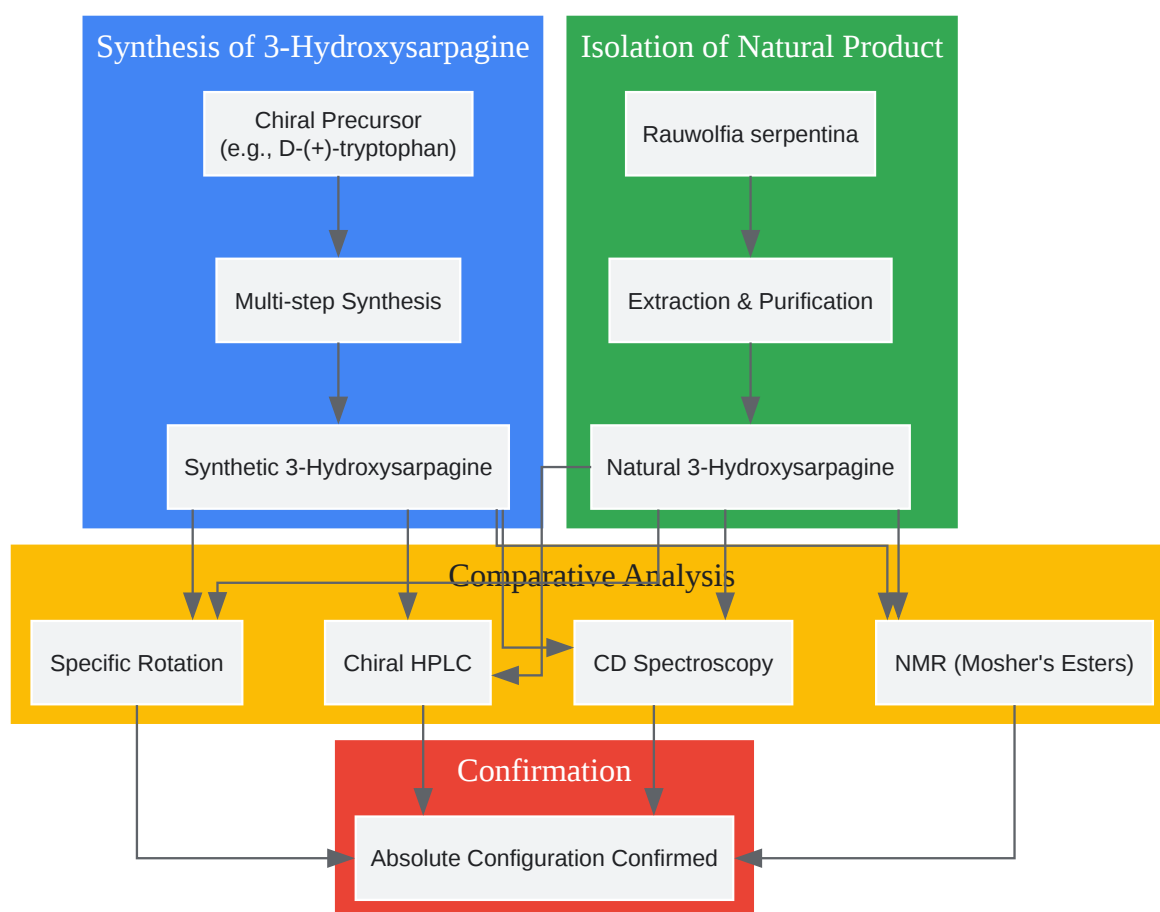 Synthesis of 3-Hydroxysarpagine
Isolation of Natural Product
Chiral Precursor
(e.g., D-(+)-tryptophan)
Rauwolfia serpentina
Multi-step Synthesis
Extraction & Purification
Synthetic 3-Hydroxysarpagine
Natural 3-Hydroxysarpagine
Comparative Analysis
Specific Rotation
Chiral HPLC
CD Spectroscopy
NMR (Mosher's Esters)
Confirmation
Absolute Configuration Confirmed